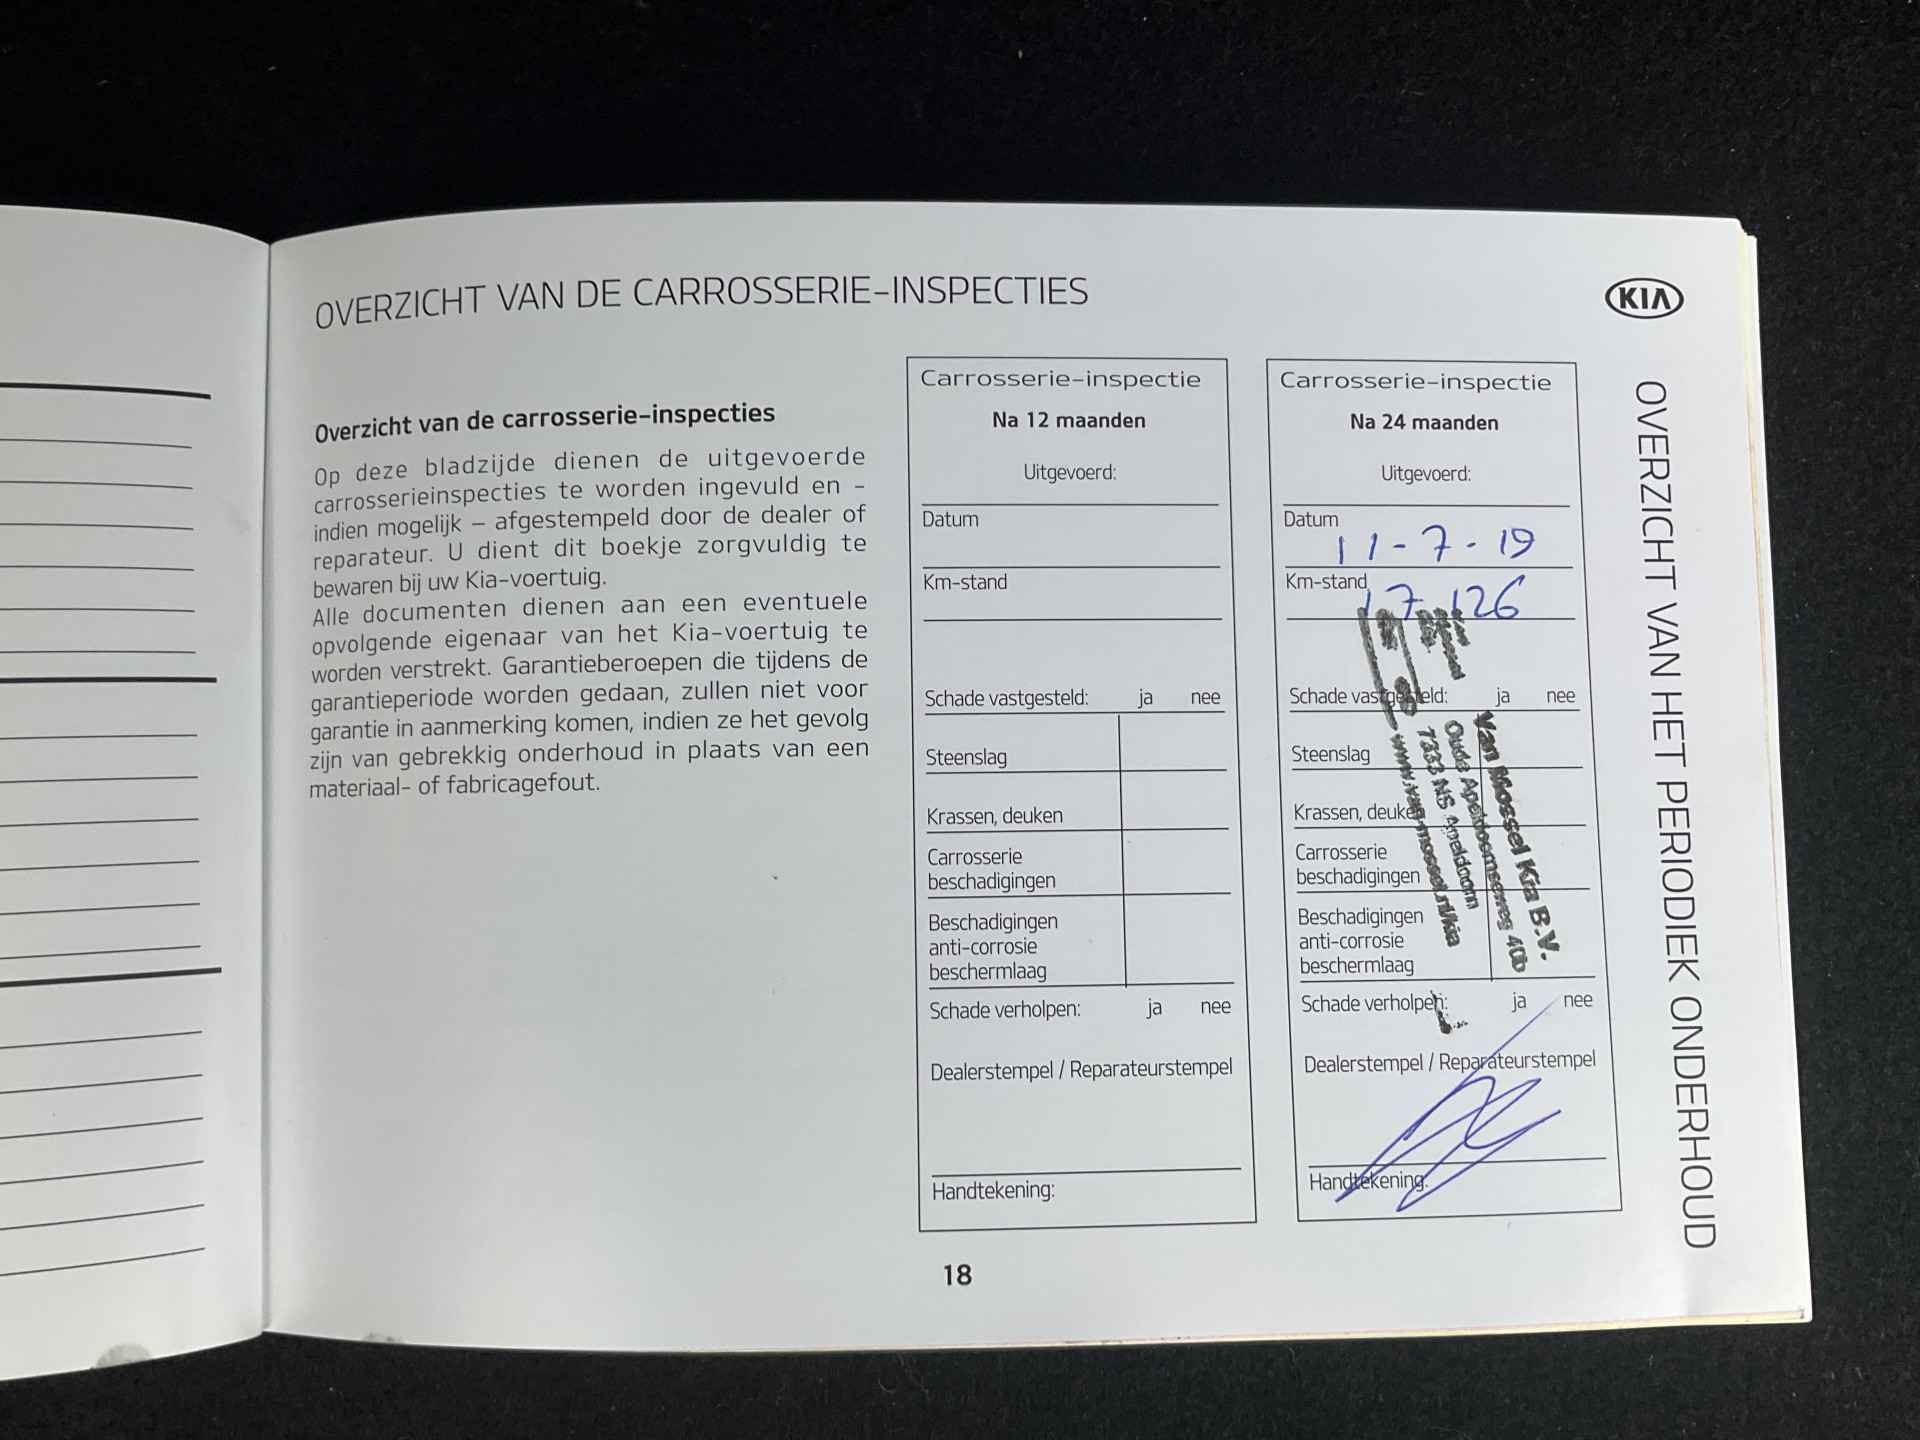 OVERZICHT VAN DE CARROSSERIE-INSPECTIES
KIA
Overzicht van de carrosserie-inspecties
Op deze bladzijde dienen de uitgevoerde
carrosserieinspecties te worden ingevuld en –
indien mogelijk – afgestempeld door de dealer of
reparateur. U dient dit boekje zorgvuldig te
bewaren bij uw Kia-voertuig.
Alle documenten dienen aan een eventuele
opvolgende eigenaar van het Kia-voertuig te
worden verstrekt. Garantieberoepen die tijdens de
garantieperiode worden gedaan, zullen niet voor
garantie in aanmerking komen, indien ze het gevolg
zijn van gebrekkig onderhoud in plaats van een
materiaal- of fabricagefout.
Carrosserie-inspectie
Na 12 maanden
Uitgevoerd:
Datum
Km-stand
Schade vastgesteld: ja nee
Steenslag
Krassen, deuken
Carrosserie
beschadigingen
Beschadigingen
anti-corrosie
beschermlaag
Schade verholpen: ja nee
Dealerstempel / Reparateurstempel
Handtekening:
Carrosserie-inspectie
Na 24 maanden
Uitgevoerd:
Datum
11-7-19
Km-stand
17 126
Schade vastgesteld: ja nee
Steenslag
Krassen, deuken
Carrosserie
beschadigingen
Beschadigingen
anti-corrosie
beschermlaag
Schade verholpen: ja nee
Dealerstempel / Reparateurstempel
Handtekening:
Van Mossel Kia B.V.
Oude Apeldoornseweg 40b
7333 NS Apeldoorn
www.vanmossel.nl/kia
OVERZICHT VAN HET PERIODIEK ONDERHOUD
18